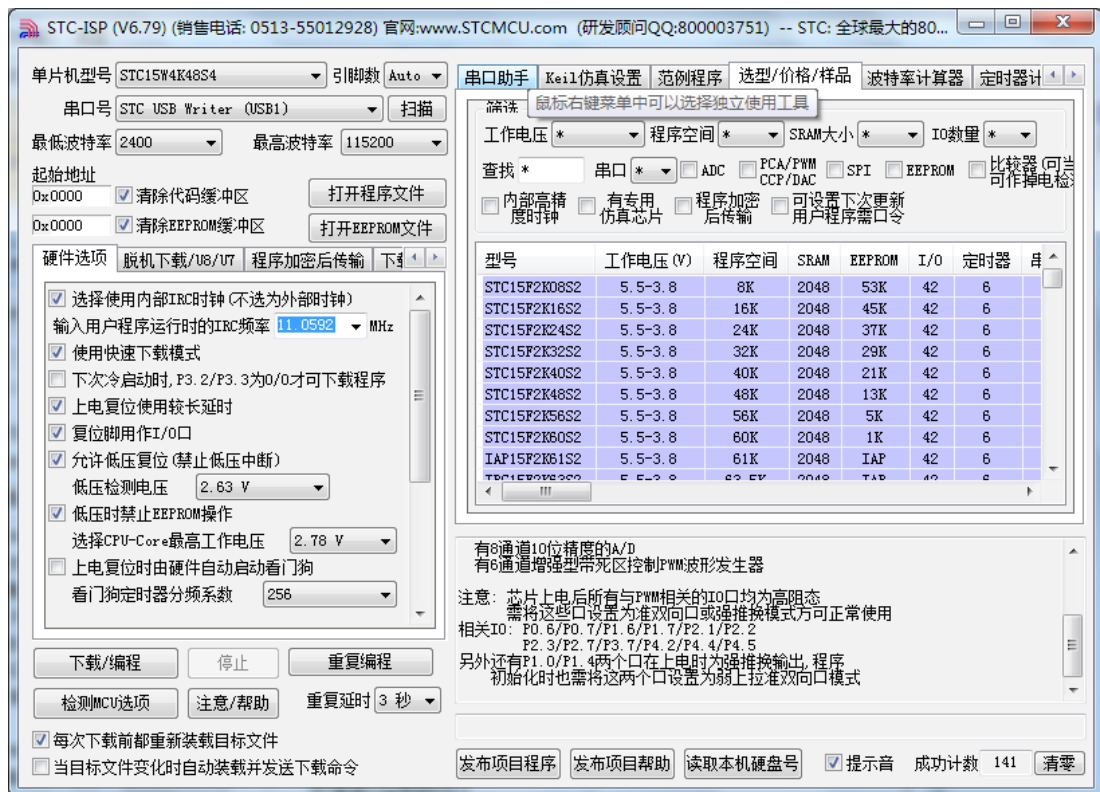 STC-ISP (V6.79) (销售电话: 0513-55012928) 官网:www.STCMCU.com (研发顾问QQ:800003751) -- STC: 全球最大的80...
单片机型号 STC15W4K48S4 引脚数 Auto
串口号 STC USB Writer (USB1) 扫描
最低波特率 2400 最高波特率 115200
起始地址
0x0000 清除代码缓冲区 打开程序文件
0x0000 清除EEPROM缓冲区 打开EEPROM文件
硬件选项 脱机下载/U8/U7 程序加密后传输
选择使用内部IRC时钟(不选为外部时钟)
输入用户程序运行时的IRC频率 11.0592 MHz
使用快速下载模式
下次冷启动时,P3.2/P3.3为0/0才可下载程序
上电复位使用较长延时
复位脚用作I/O口
允许低压复位(禁止低压中断)
低压检测电压 2.63 V
低压时禁止EEPROM操作
选择CPU-Core最高工作电压 2.78 V
上电复位时由硬件自动启动看门狗
看门狗定时器分频系数 256
下载/编程 停止 重复编程
检测MCU选项 注意/帮助 重复延时 3 秒
每次下载前都重新装载目标文件
当目标文件变化时自动装载并发送下载命令
串口助手 Keil仿真设置 范例程序 选型/价格/样品 波特率计算器 定时器计
筛选 鼠标右键菜单中可以选择独立使用工具
工作电压 * 程序空间 * SRAM大小 * IO数量 *
查找 * 串口 * ADC PCA/PWM CCP/DAC SPI EEPROM 比较器(可当 可作掉电检
内部高精度时钟 有专用仿真芯片 程序加密后传输 可设置下次更新用户程序需口令
型号 工作电压(V) 程序空间 SRAM EEPROM I/O 定时器
STC15F2K08S2 5.5-3.8 8K 2048 53K 42 6
STC15F2K16S2 5.5-3.8 16K 2048 45K 42 6
STC15F2K24S2 5.5-3.8 24K 2048 37K 42 6
STC15F2K32S2 5.5-3.8 32K 2048 29K 42 6
STC15F2K40S2 5.5-3.8 40K 2048 21K 42 6
STC15F2K48S2 5.5-3.8 48K 2048 13K 42 6
STC15F2K56S2 5.5-3.8 56K 2048 5K 42 6
STC15F2K60S2 5.5-3.8 60K 2048 1K 42 6
IAP15F2K61S2 5.5-3.8 61K 2048 IAP 42 6
有8通道10位精度的A/D
有6通道增强型带死区控制PWM波形发生器
注意: 芯片上电后所有与PWM相关的IO口均为高阻态
需将这些口设置为准双向口或强推挽模式方可正常使用
相关IO: P0.6/P0.7/P1.6/P1.7/P2.1/P2.2
P2.3/P2.7/P3.7/P4.2/P4.4/P4.5
另外还有P1.0/P1.4两个口在上电时为强推挽输出,程序
初始化时也需将这两个口设置为弱上拉准双向口模式
发布项目程序 发布项目帮助 读取本机硬盘号 提示音 成功计数 141 清零